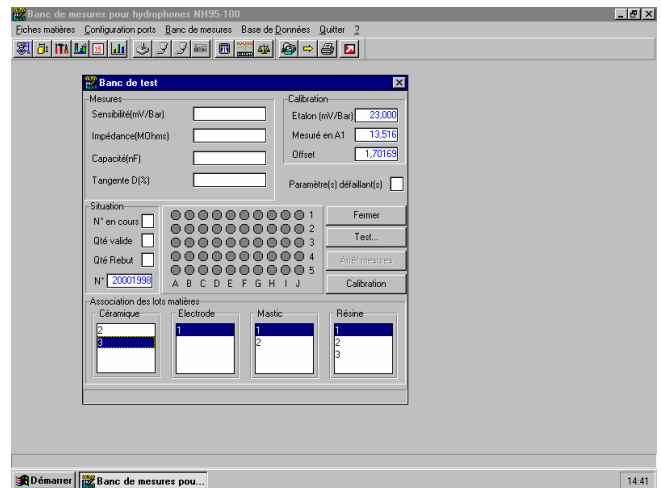 Banc de mesures pour hydrophones NH95-100
Fiches matières Configuration ports Banc de mesures Base de Données Quitter ?
Banc de test
Mesures
Sensibilité(mV/Bar)
Impédance(MOhms)
Capacité(nF)
Tangente D(%)
Calibration
Etalon (mV/Bar) 23,000
Mesuré en A1 13,516
Offset 1,70169
Paramètre(s) défaillant(s)
Situation
N° en cours
Qté valide
Qté Rebut
N° 20001998
1
2
3
4
5
A B C D E F G H I J
Fermer
Test...
Arrêt mesures
Calibration
Association des lots matières
Céramique
2
3
Electrode
1
Mastic
1
2
Résine
1
2
3
Démarrer Banc de mesures pou... 14:41